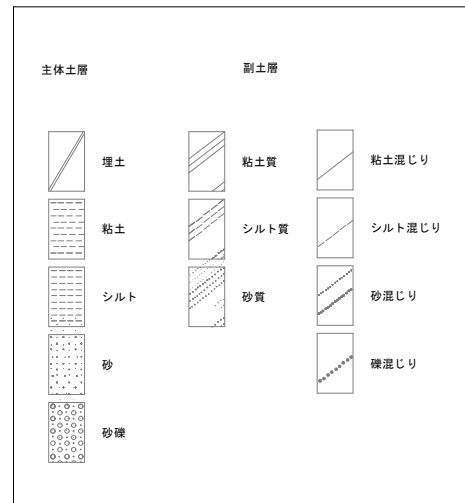 主体土層 副土層
埋土 粘土質 粘土混じり
粘土 シルト質 シルト混じり
シルト 砂質 砂混じり
砂 礫混じり
砂礫